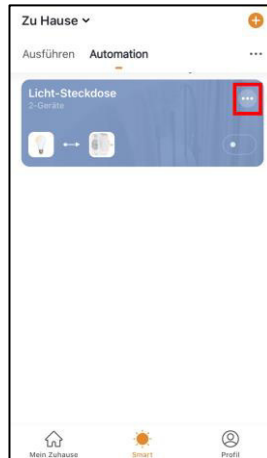 Zu Hause
Ausführen Automation
Licht-Steckdose
2-Geräte
Mein Zuhause Smart Profil